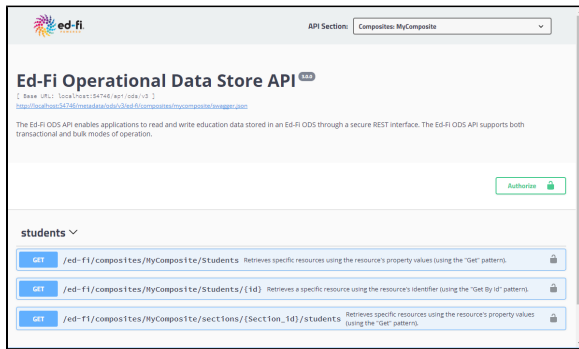 ed-fi.
API Section: Composites: MyComposite
Ed-Fi Operational Data Store API 3.0.0
[ Base URL: localhost:54746/api/ods/v3 ]
http://localhost:54746/metadata/ods/v3/ed-fi/composites/mycomposite/swagger.json
The Ed-Fi ODS API enables applications to read and write education data stored in an Ed-Fi ODS through a secure REST interface. The Ed-Fi ODS API supports both
transactional and bulk modes of operation.
Authorize
students
GET /ed-fi/composites/MyComposite/Students Retrieves specific resources using the resource's property values (using the "Get" pattern).
GET /ed-fi/composites/MyComposite/Students/{id} Retrieves a specific resource using the resource's identifier (using the "Get By Id" pattern).
GET /ed-fi/composites/MyComposite/sections/{Section_id}/students Retrieves specific resources using the resource's property values
(using the "Get" pattern).